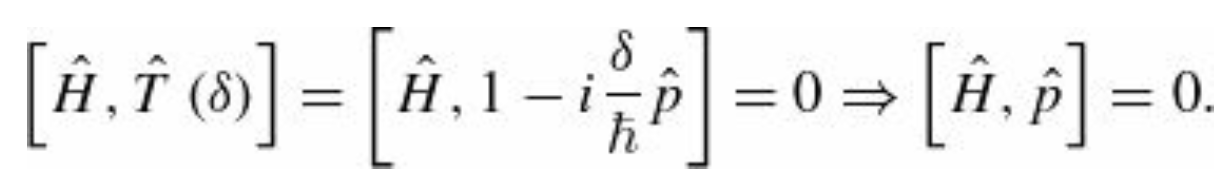 [Ĥ, T̂ (δ)] = [Ĥ, 1 − i δ/ħ p̂] = 0 ⇒ [Ĥ, p̂] = 0.